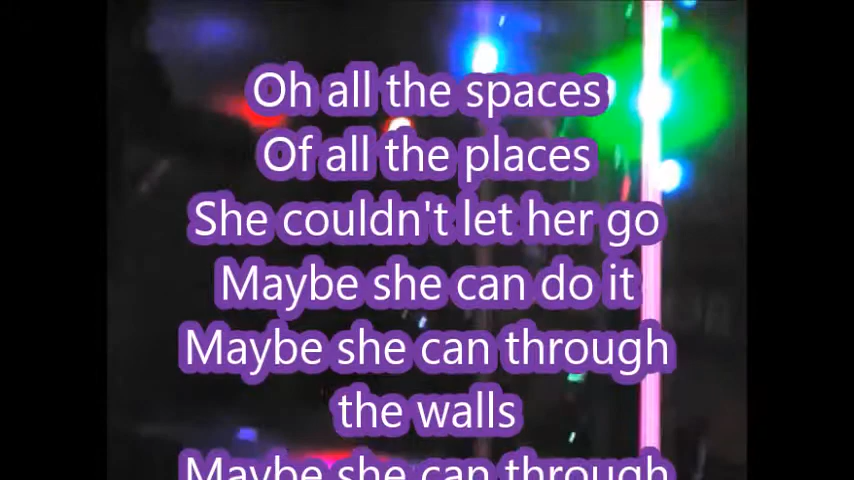 Oh all the spaces
Of all the places
She couldn't let her go
Maybe she can do it
Maybe she can through
the walls
Maybe she can through